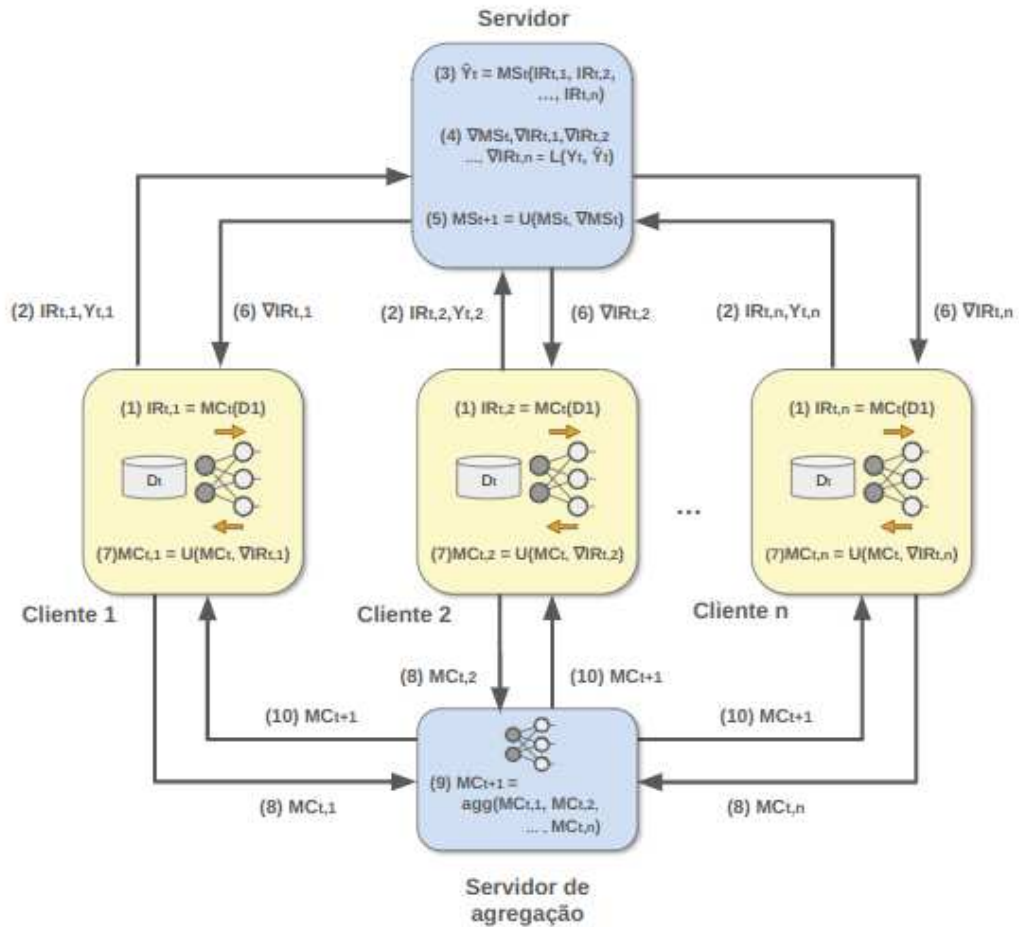 Servidor
(3) Ŷt = MSt(IRt,1, IRt,2,
..., IRt,n)
(4) ∇MSt,∇IRt,1,∇IRt,2
..., ∇IRt,n = L(Yt, Ŷt)
(5) MSt+1 = U(MSt, ∇MSt)
(2) IRt,1,Yt,1
(6) ∇IRt,1
(2) IRt,2,Yt,2
(6) ∇IRt,2
(2) IRt,n,Yt,n
(6) ∇IRt,n
(1) IRt,1 = MCt(D1)
Dt
(7)MCt,1 = U(MCt, ∇IRt,1)
(1) IRt,2 = MCt(D1)
Dt
(7)MCt,2 = U(MCt, ∇IRt,2)
...
(1) IRt,n = MCt(D1)
Dt
(7)MCt,n = U(MCt, ∇IRt,n)
Cliente 1
Cliente 2
Cliente n
(8) MCt,2
(10) MCt+1
(10) MCt+1
(10) MCt+1
(8) MCt,1
(9) MCt+1 =
agg(MCt,1, MCt,2,
... . MCt,n)
(8) MCt,n
Servidor de
agregação